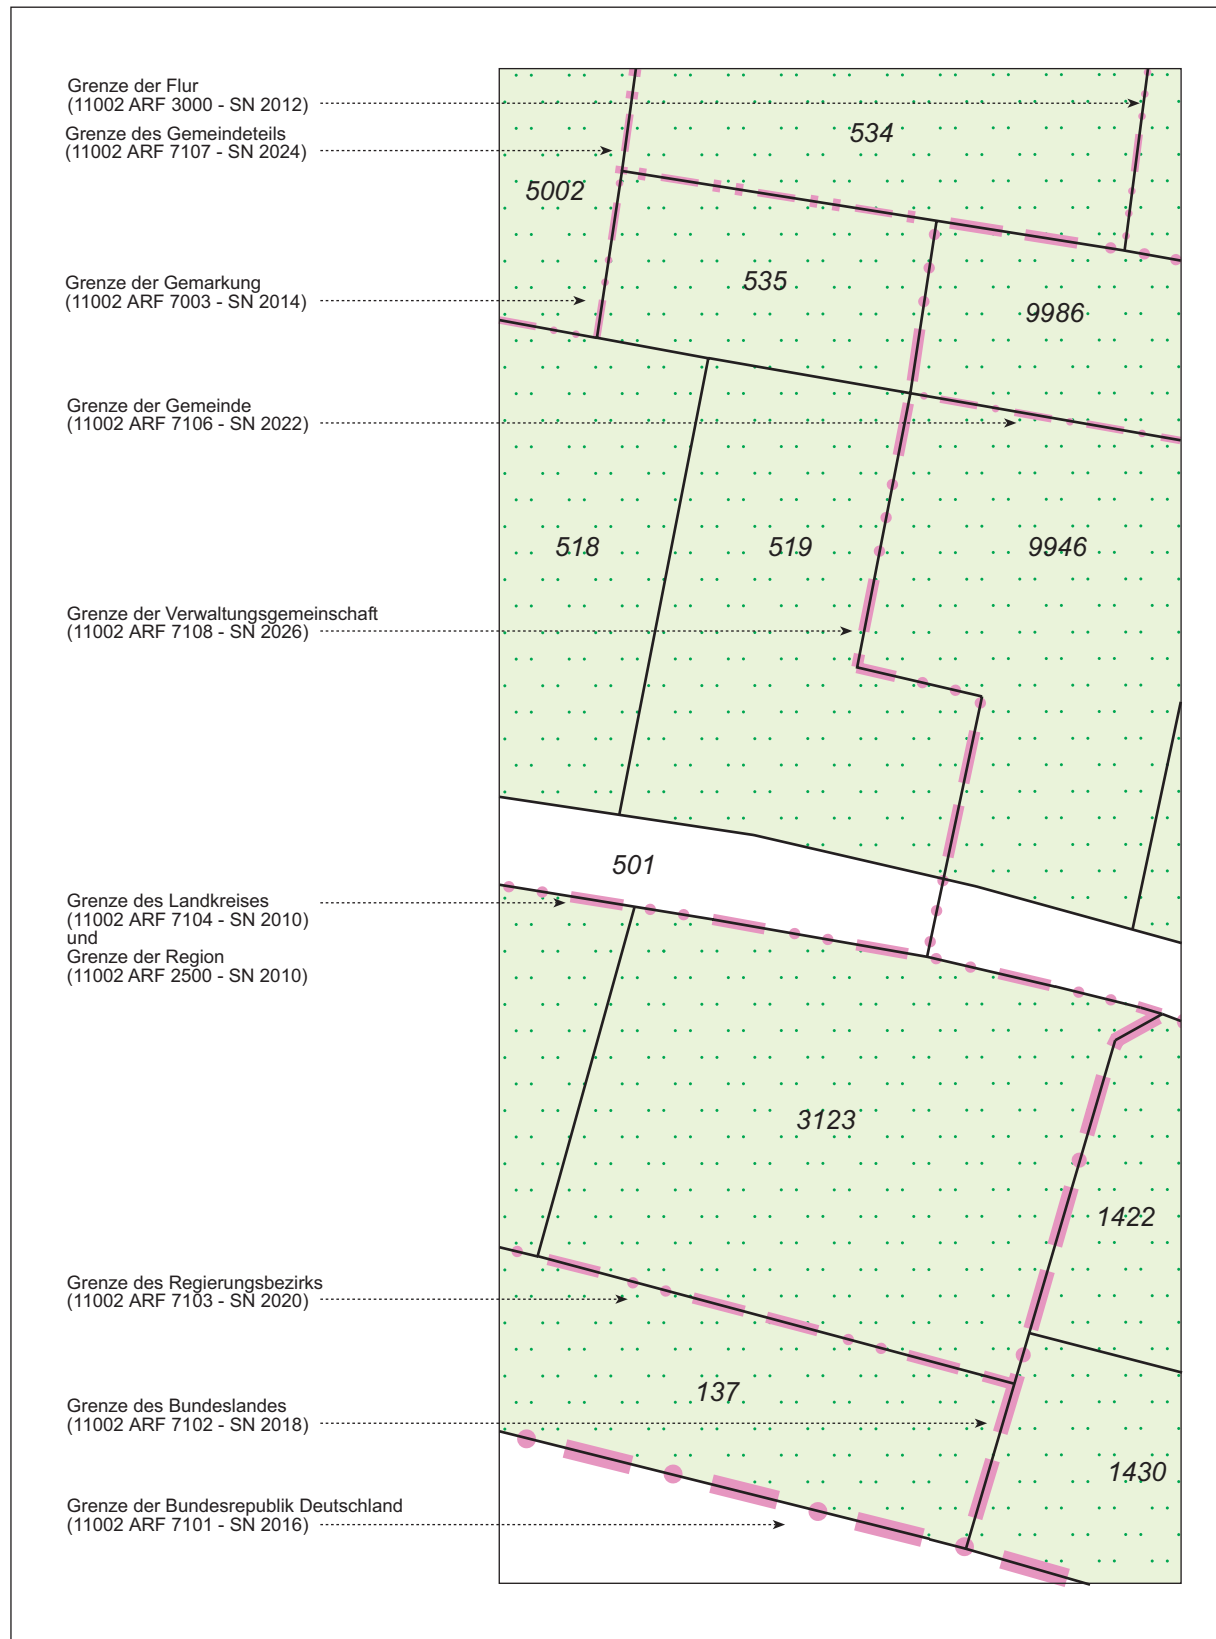 Grenze der Flur
(11002 ARF 3000 - SN 2012)
Grenze des Gemeindeteils
(11002 ARF 7107 - SN 2024)
534
5002
535
Grenze der Gemarkung
(11002 ARF 7003 - SN 2014)
9986
Grenze der Gemeinde
(11002 ARF 7106 - SN 2022)
518
519
9946
Grenze der Verwaltungsgemeinschaft
(11002 ARF 7108 - SN 2026)
501
Grenze des Landkreises
(11002 ARF 7104 - SN 2010)
und
Grenze der Region
(11002 ARF 2500 - SN 2010)
3123
1422
Grenze des Regierungsbezirks
(11002 ARF 7103 - SN 2020)
137
Grenze des Bundeslandes
(11002 ARF 7102 - SN 2018)
1430
Grenze der Bundesrepublik Deutschland
(11002 ARF 7101 - SN 2016)